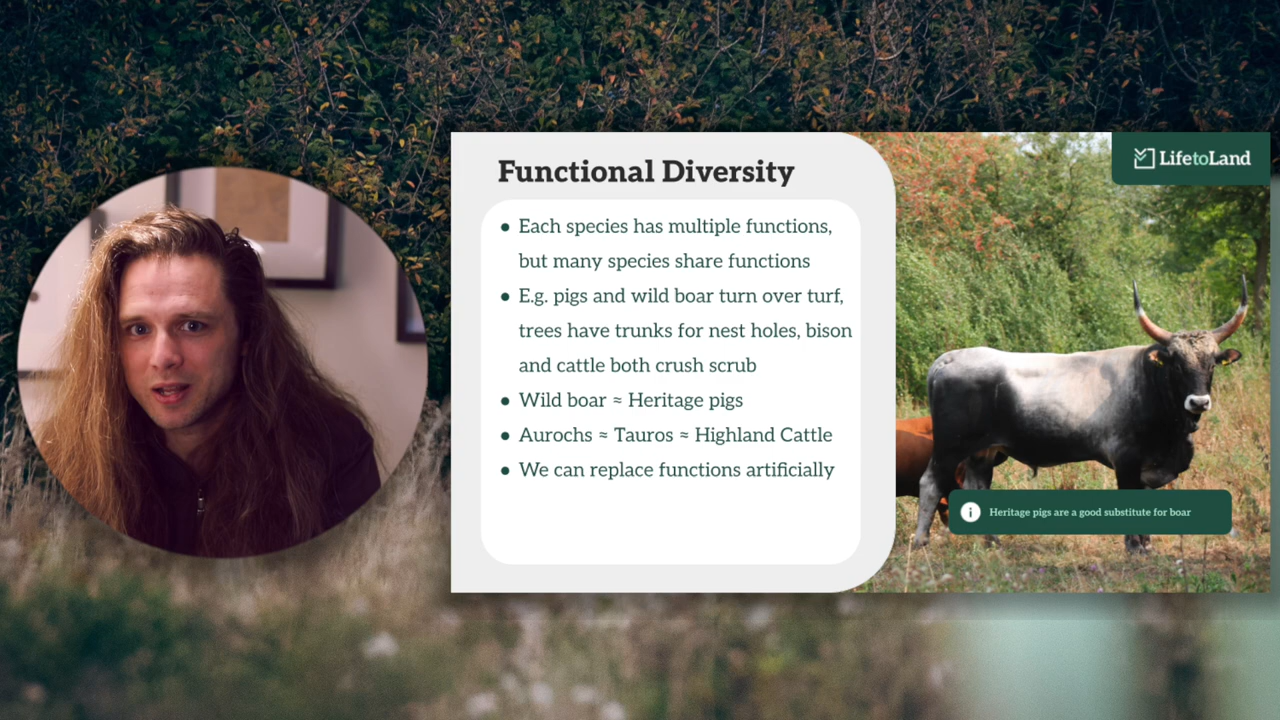 Functional Diversity
• Each species has multiple functions,
but many species share functions
• E.g. pigs and wild boar turn over turf,
trees have trunks for nest holes, bison
and cattle both crush scrub
• Wild boar ≈ Heritage pigs
• Aurochs ≈ Tauros ≈ Highland Cattle
• We can replace functions artificially
LifetoLand
i Heritage pigs are a good substitute for boar